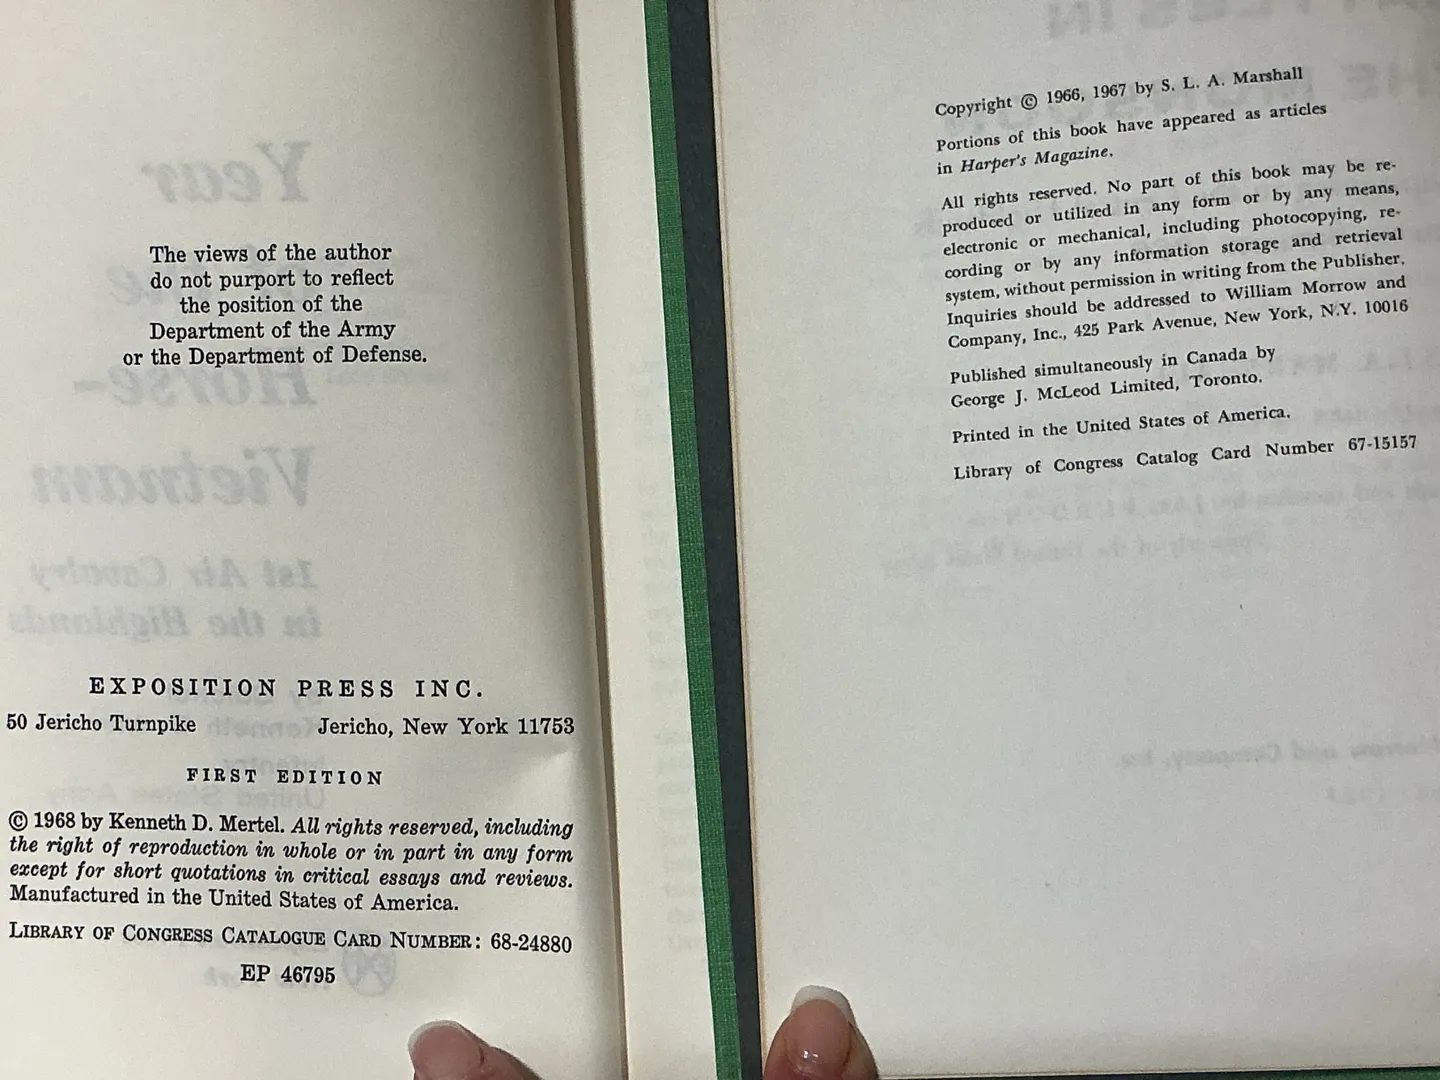 The views of the author
do not purport to reflect
the position of the
Department of the Army
or the Department of Defense.
EXPOSITION PRESS INC.
50 Jericho Turnpike Jericho, New York 11753
FIRST EDITION
© 1968 by Kenneth D. Mertel. All rights reserved, including
the right of reproduction in whole or in part in any form
except for short quotations in critical essays and reviews.
Manufactured in the United States of America.
LIBRARY OF CONGRESS CATALOGUE CARD NUMBER: 68-24880
EP 46795
Copyright © 1966, 1967 by S. L. A. Marshall
Portions of this book have appeared as articles
in Harper's Magazine.
All rights reserved. No part of this book may be re-
produced or utilized in any form or by any means,
electronic or mechanical, including photocopying, re-
cording or by any information storage and retrieval
system, without permission in writing from the Publisher.
Inquiries should be addressed to William Morrow and
Company, Inc., 425 Park Avenue, New York, N.Y. 10016
Published simultaneously in Canada by
George J. McLeod Limited, Toronto.
Printed in the United States of America.
Library of Congress Catalog Card Number 67-15157